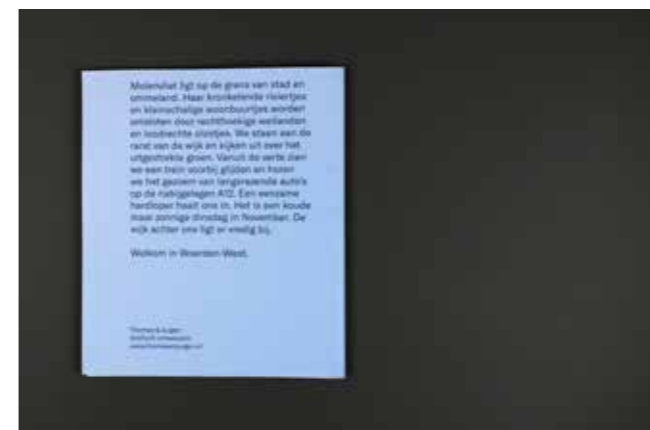 Molenvliet ligt op de grens van stad en
ommeland. Haar kronkelende riviertjes
en kleinschalige woonbuurtjes worden
omsloten door rechthoekige weilanden
en loodrechte slootjes. We staan aan de
rand van de wijk en kijken uit over het
uitgestrekte groen. Vanuit de verte zien
we een trein voorbij glijden en horen
we het gezoem van langsrazende auto's
op de nabijgelegen A12. Een eenzame
hardloper haalt ons in. Het is een koude
maar zonnige dinsdag in November. De
wijk achter ons ligt er vredig bij.
Welkom in Woerden-West.
Thomas & Jurgen